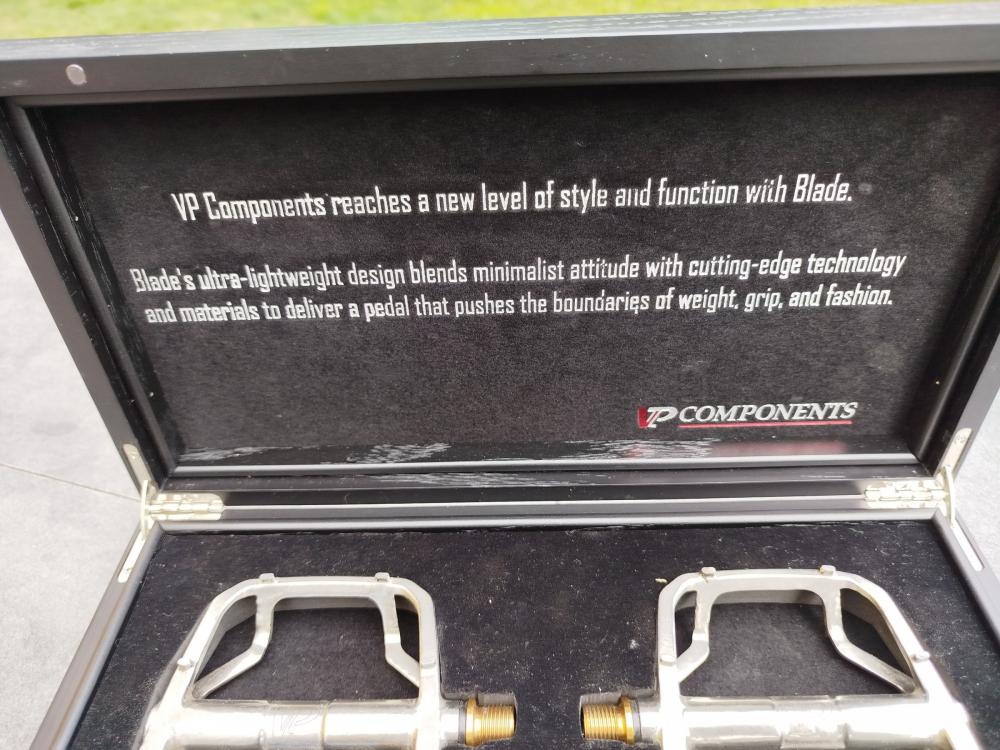 VP Components reaches a new level of style and function with Blade.
Blade's ultra-lightweight design blends minimalist attitude with cutting-edge technology
and materials to deliver a pedal that pushes the boundaries of weight, grip, and fashion.
VP COMPONENTS
VP